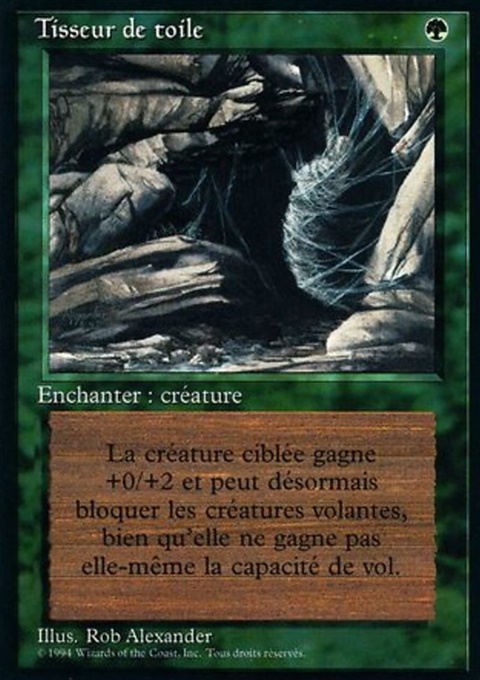 Tisseur de toile
Enchanter : créature
La créature ciblée gagne
+0/+2 et peut désormais
bloquer les créatures volantes,
bien qu'elle ne gagne pas
elle-même la capacité de vol.
Illus. Rob Alexander
© 1994 Wizards of the Coast, Inc. Tous droits réservés.